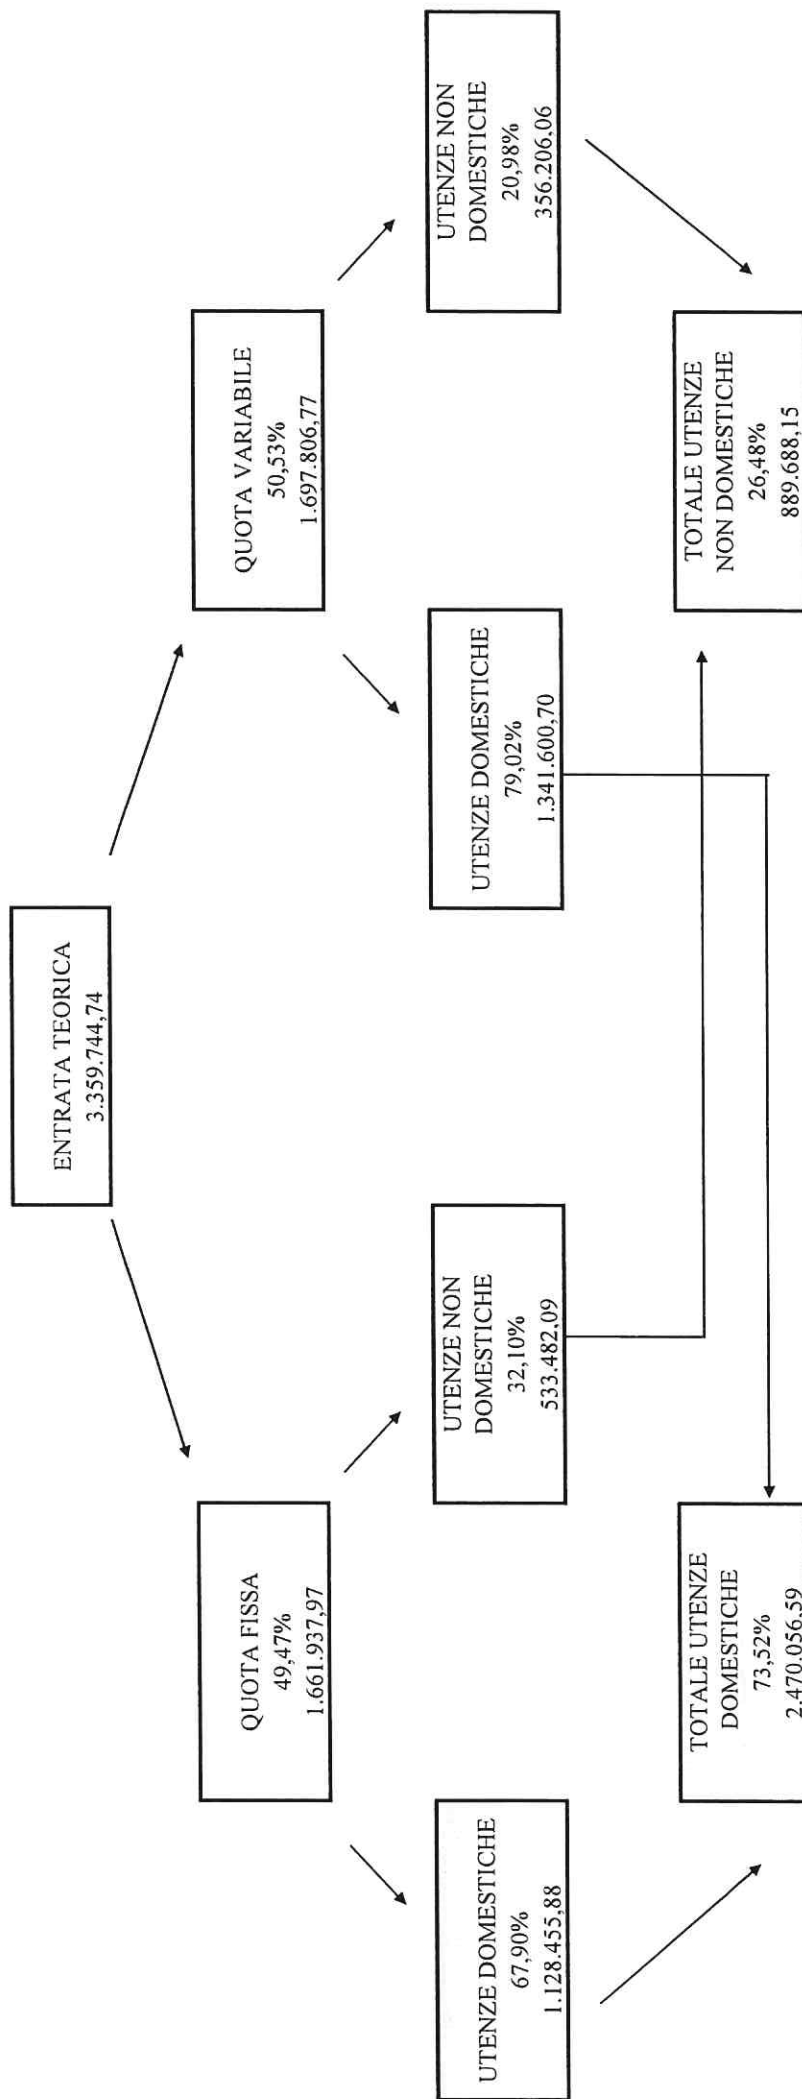 ENTRATA TEORICA
3.359.744,74
QUOTA FISSA
49,47%
1.661.937,97
QUOTA VARIABILE
50,53%
1.697.806,77
UTENZE DOMESTICHE
67,90%
1.128.455,88
UTENZE NON
DOMESTICHE
32,10%
533.482,09
UTENZE DOMESTICHE
79,02%
1.341.600,70
UTENZE NON
DOMESTICHE
20,98%
356.206,06
TOTALE UTENZE
DOMESTICHE
73,52%
2.470.056,59
TOTALE UTENZE
NON DOMESTICHE
26,48%
889.688,15